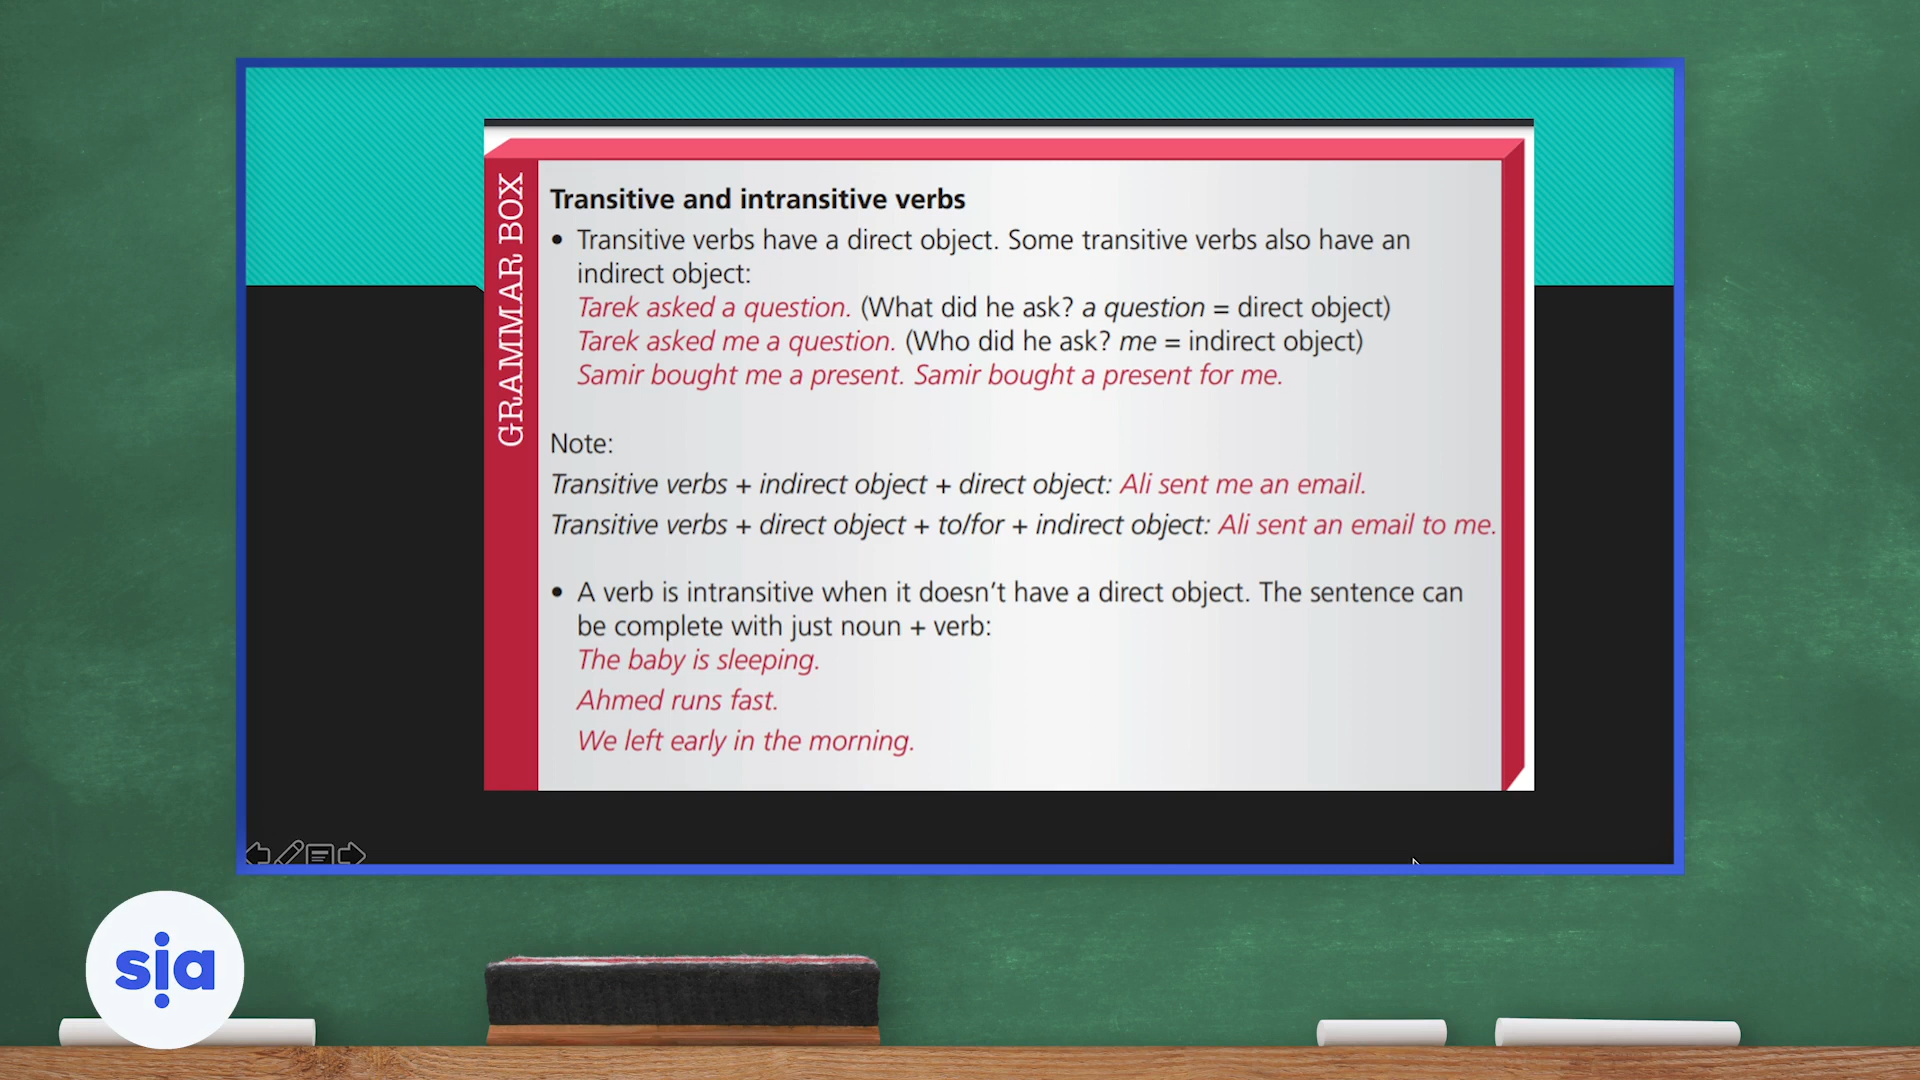 GRAMMAR BOX
Transitive and intransitive verbs
• Transitive verbs have a direct object. Some transitive verbs also have an
indirect object:
Tarek asked a question. (What did he ask? a question = direct object)
Tarek asked me a question. (Who did he ask? me = indirect object)
Samir bought me a present. Samir bought a present for me.
Note:
Transitive verbs + indirect object + direct object: Ali sent me an email.
Transitive verbs + direct object + to/for + indirect object: Ali sent an email to me.
• A verb is intransitive when it doesn’t have a direct object. The sentence can
be complete with just noun + verb:
The baby is sleeping.
Ahmed runs fast.
We left early in the morning.
sia